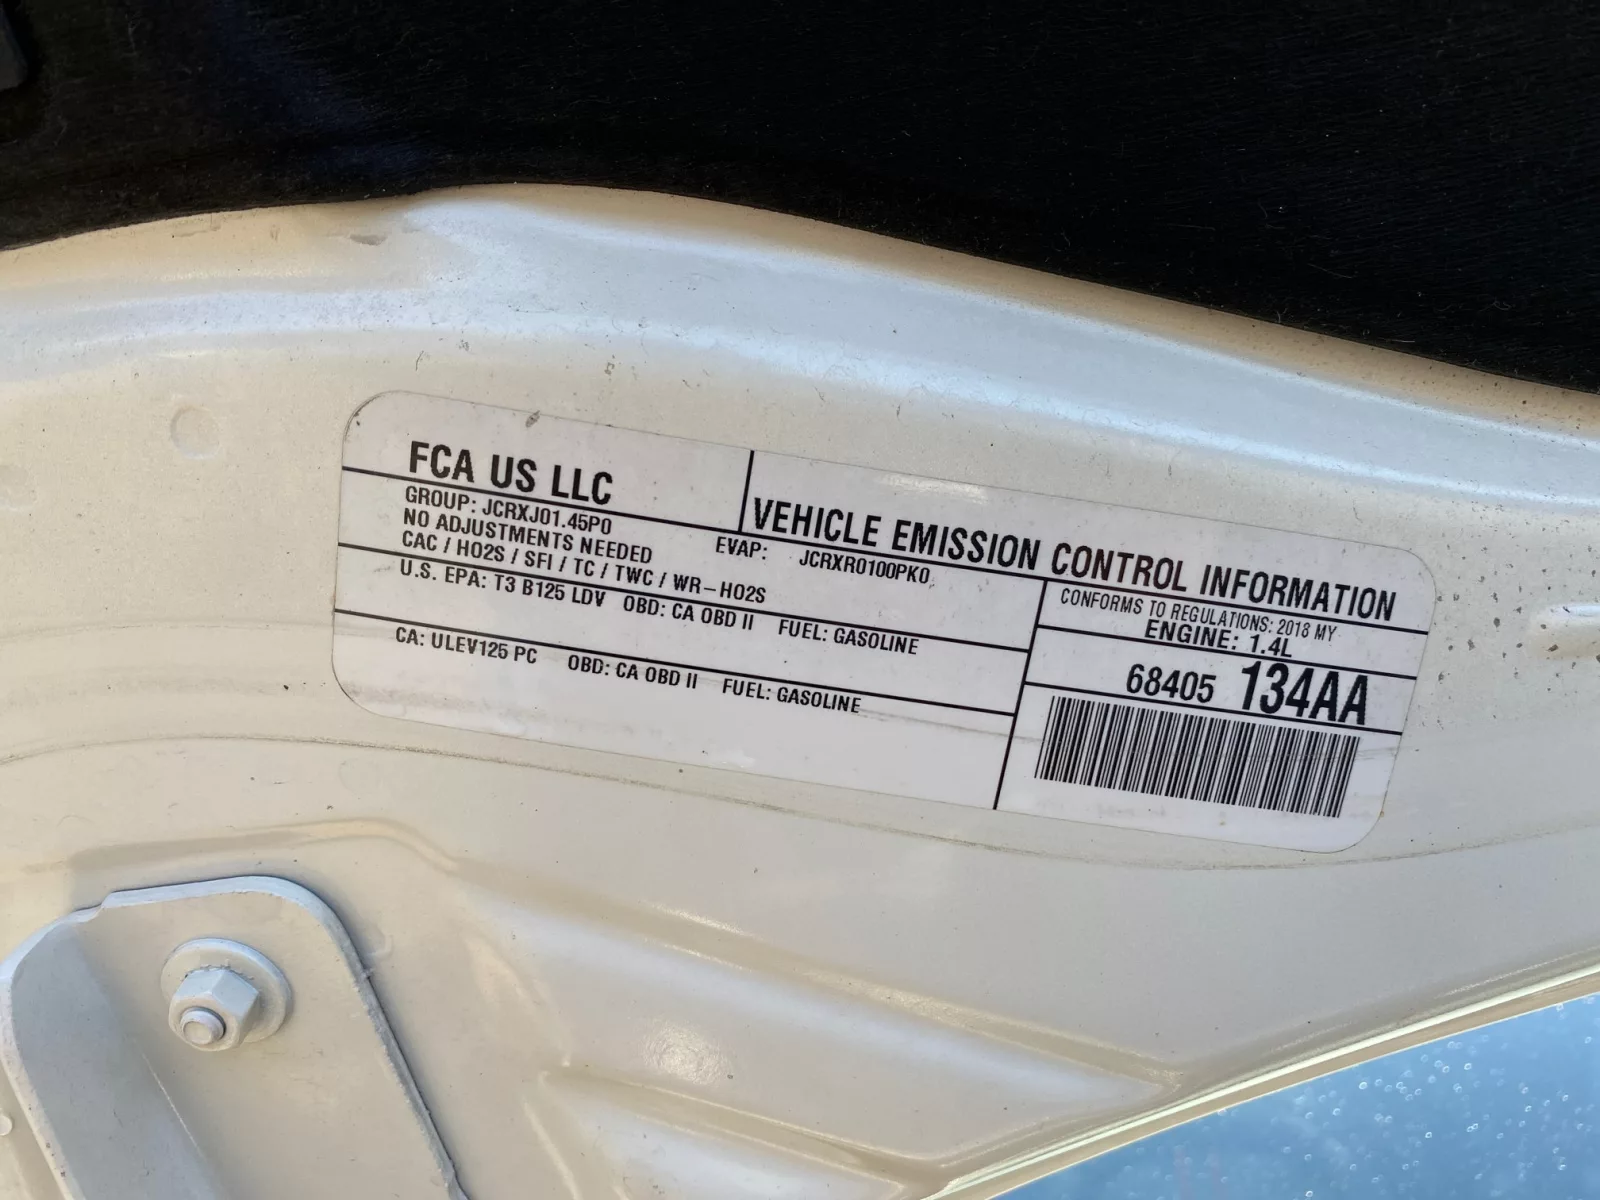 FCA US LLC
VEHICLE EMISSION CONTROL INFORMATION
GROUP: JCRXJ01.45P0
EVAP: JCRXR0100PK0
NO ADJUSTMENTS NEEDED
CAC / HO2S / SFI / TC / TWC / WR-HO2S
U.S. EPA: T3 B125 LDV OBD: CA OBD II FUEL: GASOLINE
CA: ULEV125 PC OBD: CA OBD II FUEL: GASOLINE
CONFORMS TO REGULATIONS: 2018 MY
ENGINE: 1.4L
68405 134AA